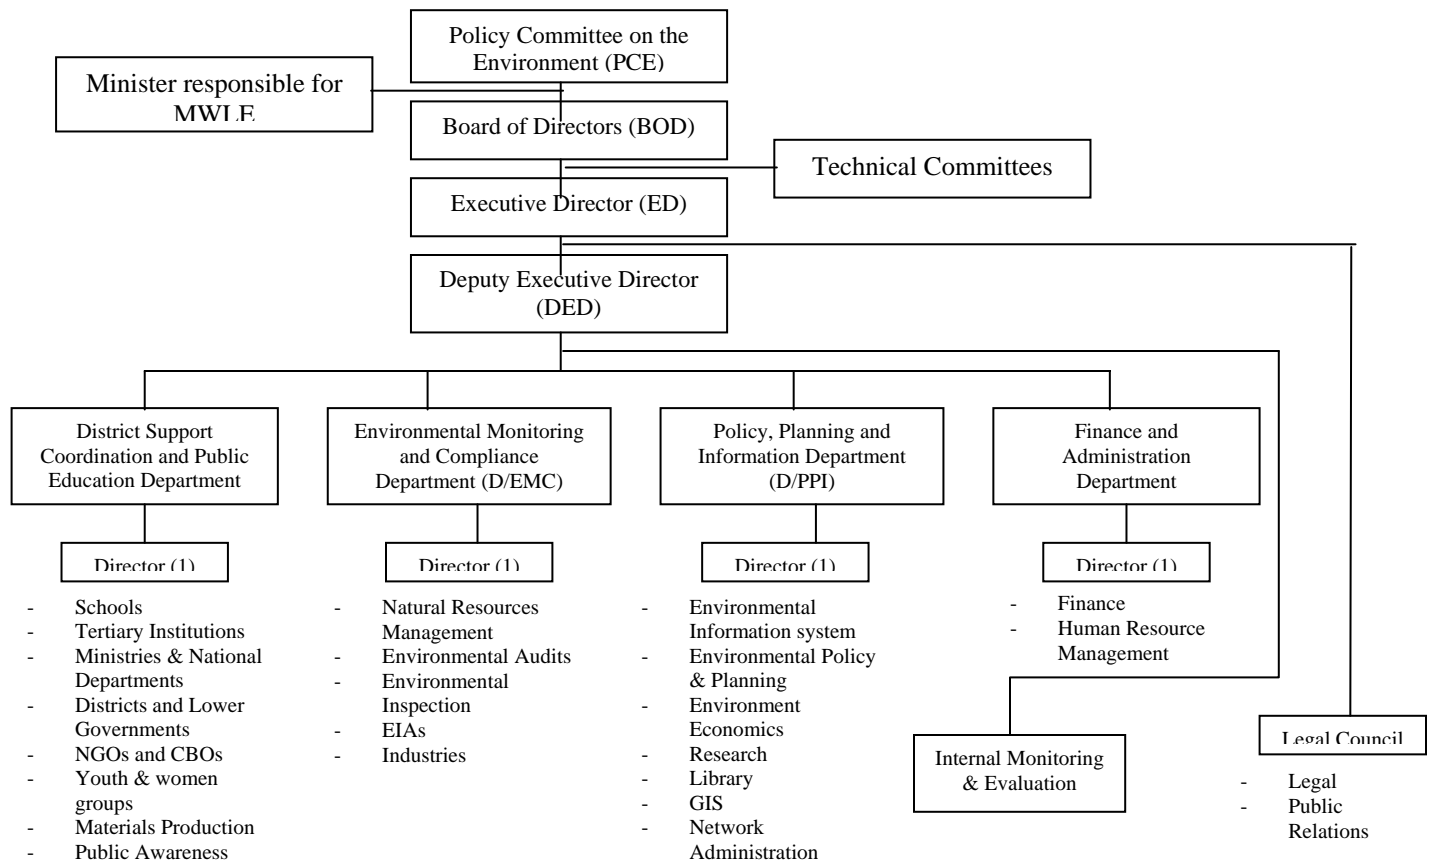 Policy Committee on the
Environment (PCE)
Minister responsible for
MWLE
Board of Directors (BOD)
Technical Committees
Executive Director (ED)
Deputy Executive Director
(DED)
District Support
Coordination and Public
Education Department
Environmental Monitoring
and Compliance
Department (D/EMC)
Policy, Planning and
Information Department
(D/PPI)
Finance and
Administration
Department
Director (1)
Director (1)
Director (1)
Director (1)
- Schools
- Tertiary Institutions
- Ministries & National
Departments
- Districts and Lower
Governments
- NGOs and CBOs
- Youth & women
groups
- Materials Production
- Public Awareness
- Natural Resources
Management
- Environmental Audits
- Environmental
Inspection
- EIAs
- Industries
- Environmental
Information system
- Environmental Policy
& Planning
- Environment
Economics
- Research
- Library
- GIS
- Network
Administration
- Finance
- Human Resource
Management
Internal Monitoring
& Evaluation
Legal Council
- Legal
- Public
Relations